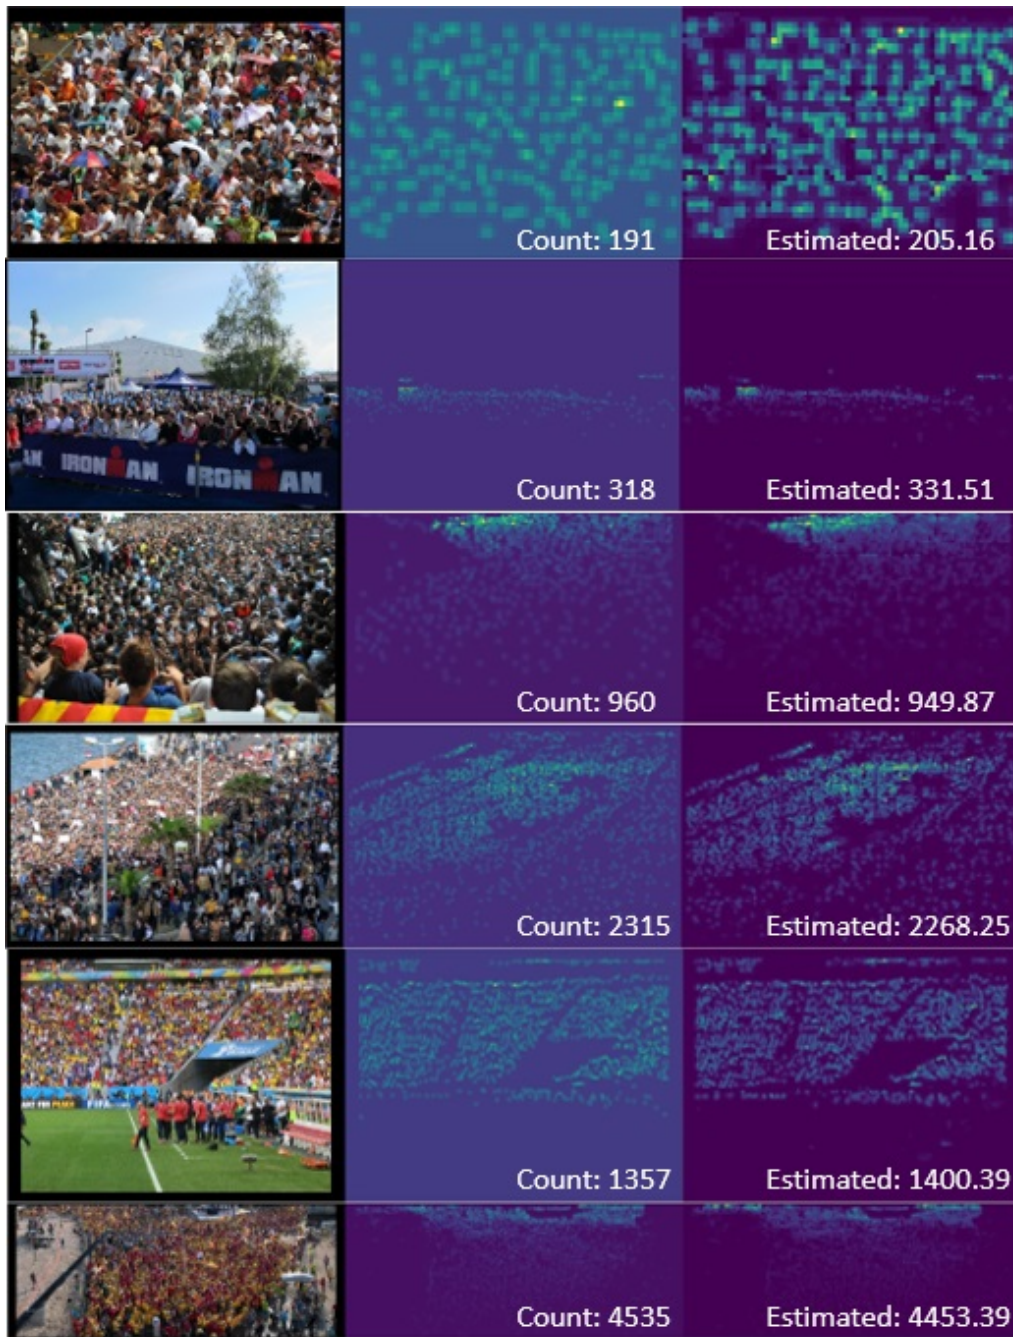 Count: 191
Estimated: 205.16
IRONMAN
IRONMAN
Count: 318
Estimated: 331.51
Count: 960
Estimated: 949.87
Count: 2315
Estimated: 2268.25
FIFA
Count: 1357
Estimated: 1400.39
Count: 4535
Estimated: 4453.39